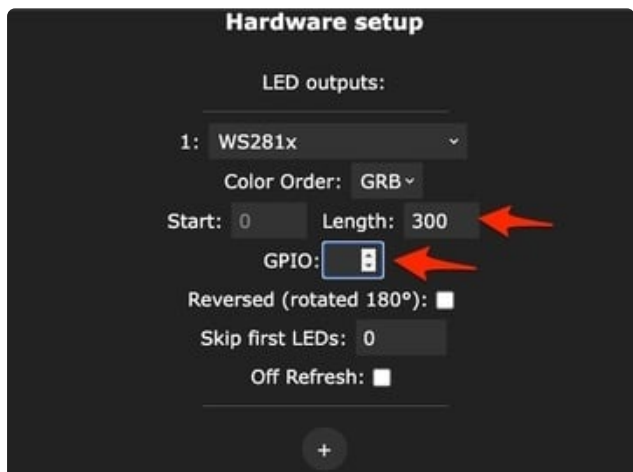 Hardware setup
LED outputs:
1: WS281x
Color Order: GRB
Start: 0 Length: 300
GPIO:
Reversed (rotated 180°):
Skip first LEDs: 0
Off Refresh:
+